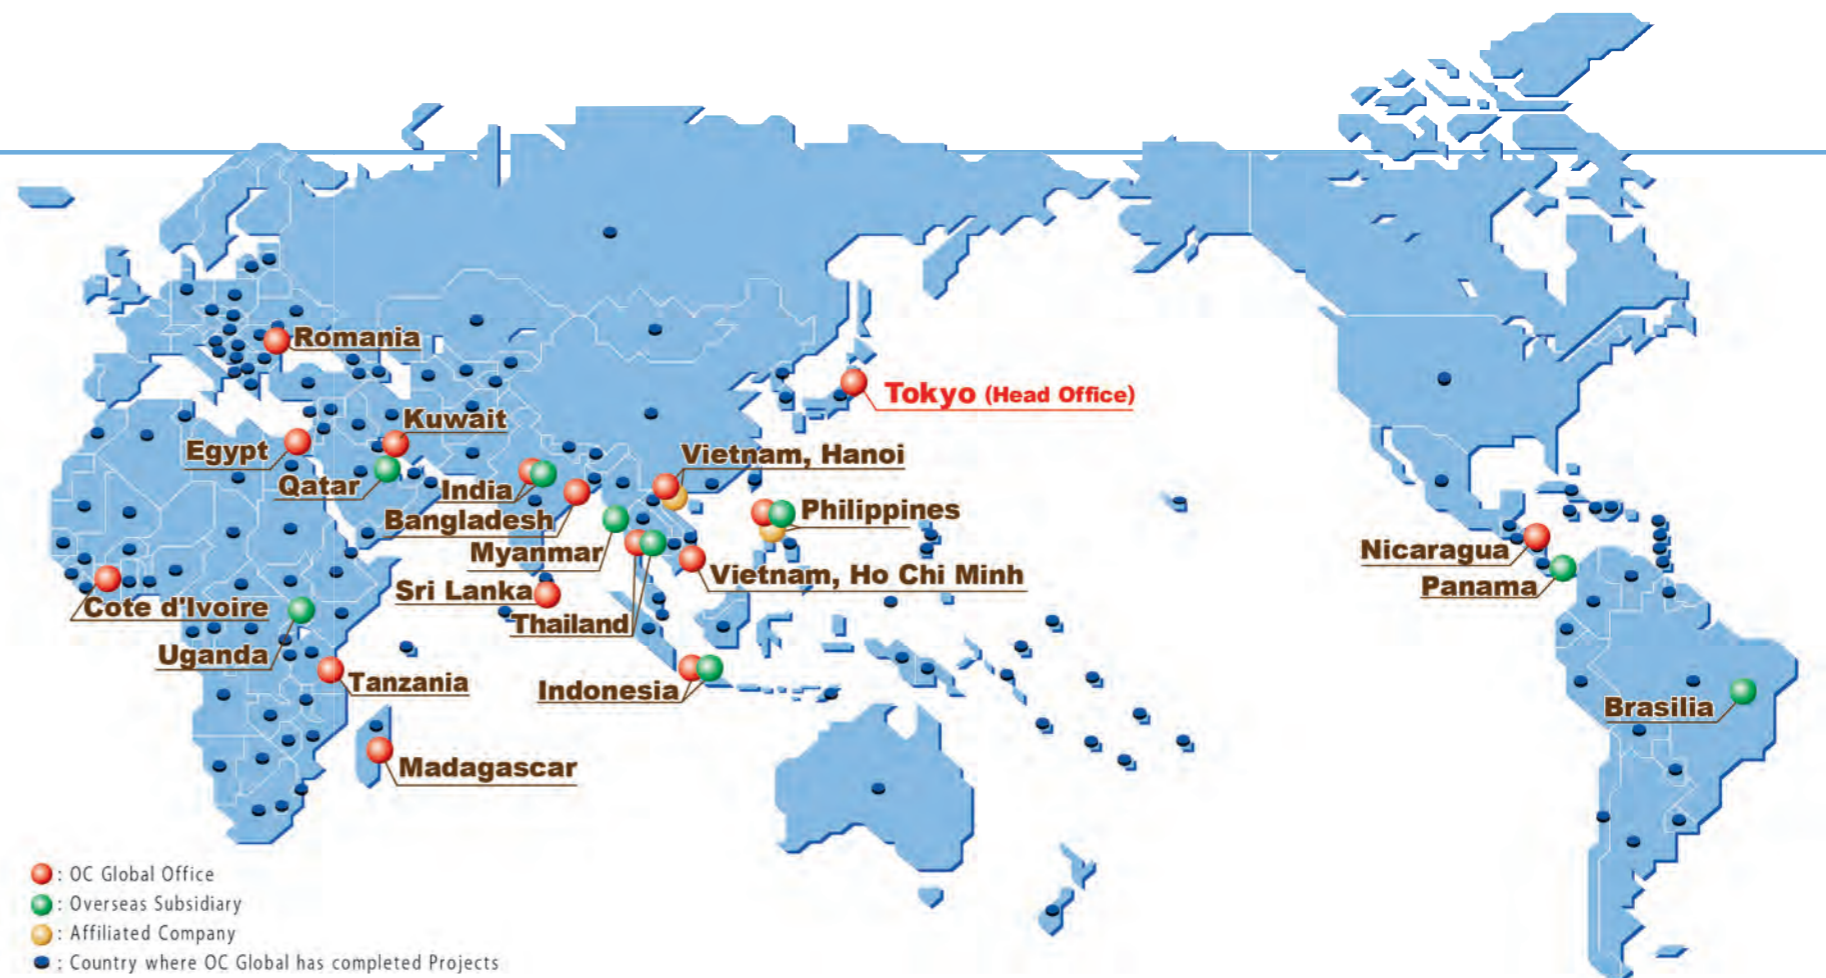 Romania
Tokyo (Head Office)
Kuwait
Egypt
Vietnam, Hanoi
Qatar
India
Bangladesh
Philippines
Myanmar
Nicaragua
Vietnam, Ho Chi Minh
Panama
Sri Lanka
Cote d'Ivoire
Thailand
Uganda
Tanzania
Indonesia
Brasilia
Madagascar
: OC Global Office
: Overseas Subsidiary
: Affiliated Company
: Country where OC Global has completed Projects